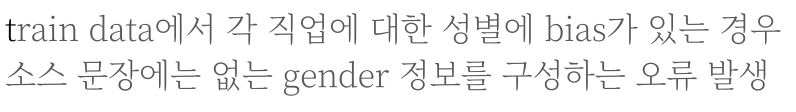 train data에서 각 직업에 대한 성별에 bias가 있는 경우
소스 문장에는 없는 gender 정보를 구성하는 오류 발생